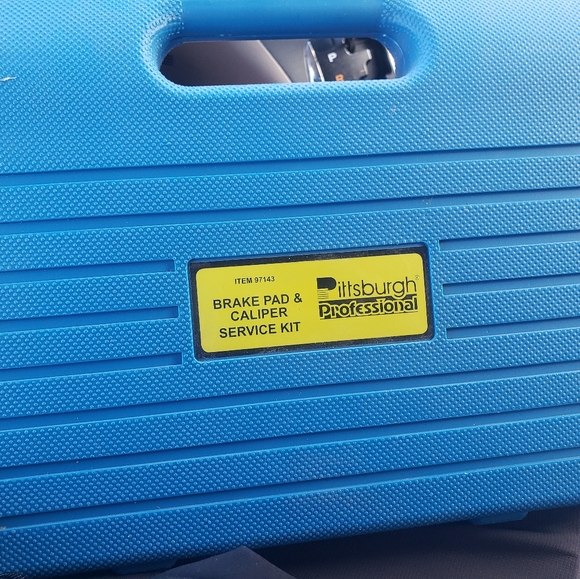 P
ITEM 97143
BRAKE PAD &
CALIPER
SERVICE KIT
Pittsburgh®
Professional